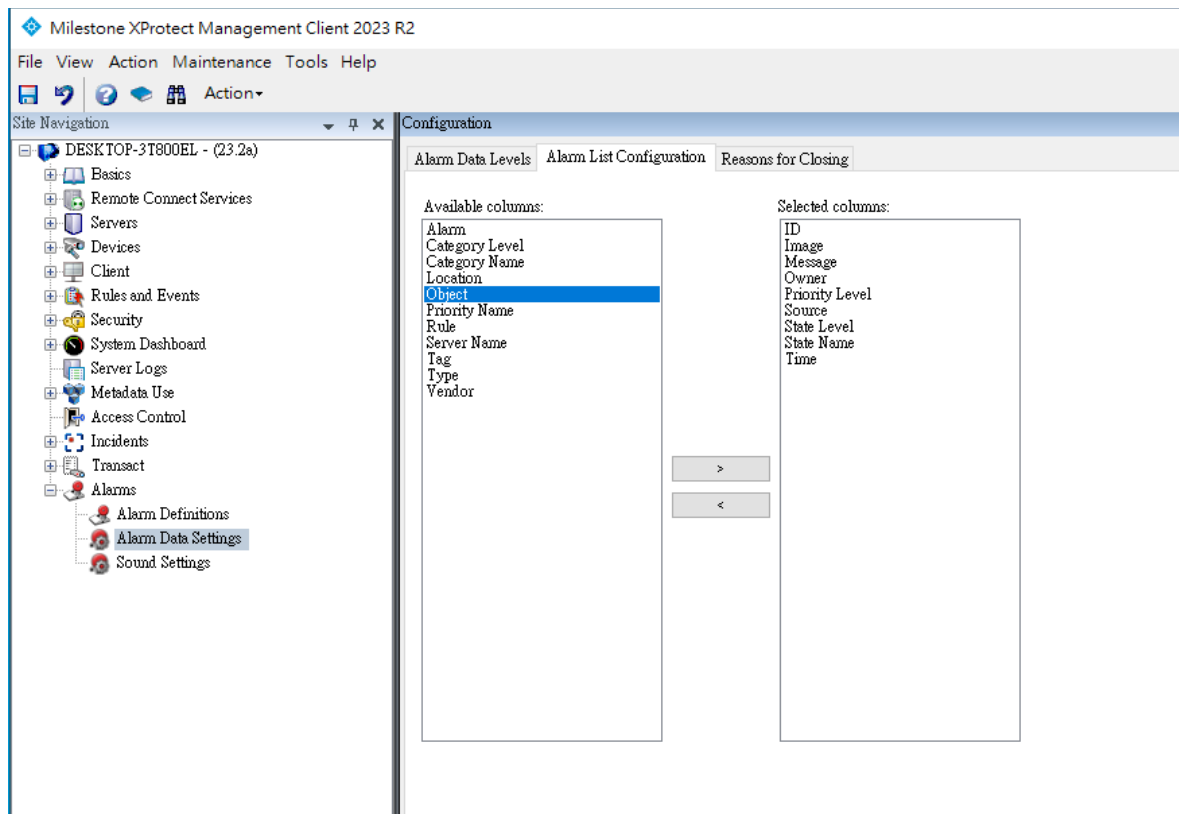 Milestone XProtect Management Client 2023 R2
File View Action Maintenance Tools Help
Action
Site Navigation
DESKTOP-3T800EL - (23.2a)
Basics
Remote Connect Services
Servers
Devices
Client
Rules and Events
Security
System Dashboard
Server Logs
Metadata Use
Access Control
Incidents
Transact
Alarms
Alarm Definitions
Alarm Data Settings
Sound Settings
Configuration
Alarm Data Levels Alarm List Configuration Reasons for Closing
Available columns:
Alarm
Category Level
Category Name
Location
Object
Priority Name
Rule
Server Name
Tag
Type
Vendor
>
<
Selected columns:
ID
Image
Message
Owner
Priority Level
Source
State Level
State Name
Time